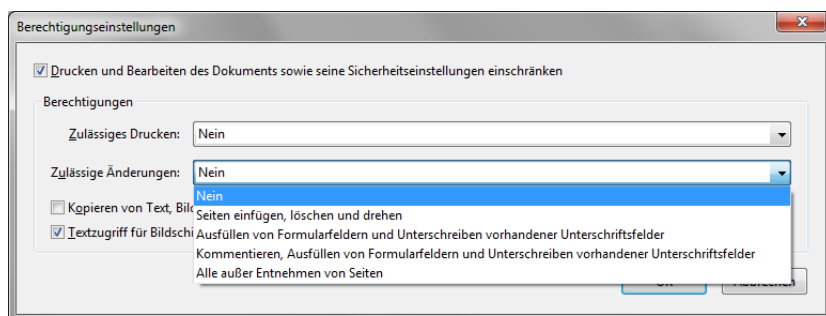 Berechtigungseinstellungen
Drucken und Bearbeiten des Dokuments sowie seine Sicherheitseinstellungen einschränken
Berechtigungen
Zulässiges Drucken: Nein
Zulässige Änderungen: Nein
Nein
Kopieren von Text,
Seiten einfügen, löschen und drehen
Textzugriff für
Ausfüllen von Formularfeldern und Unterschreiben vorhandener Unterschriftsfelder
Kommentieren, Ausfüllen von Formularfeldern und Unterschreiben vorhandener Unterschriftsfelder
Alle außer Entnehmen von Seiten
OK Abbrechen